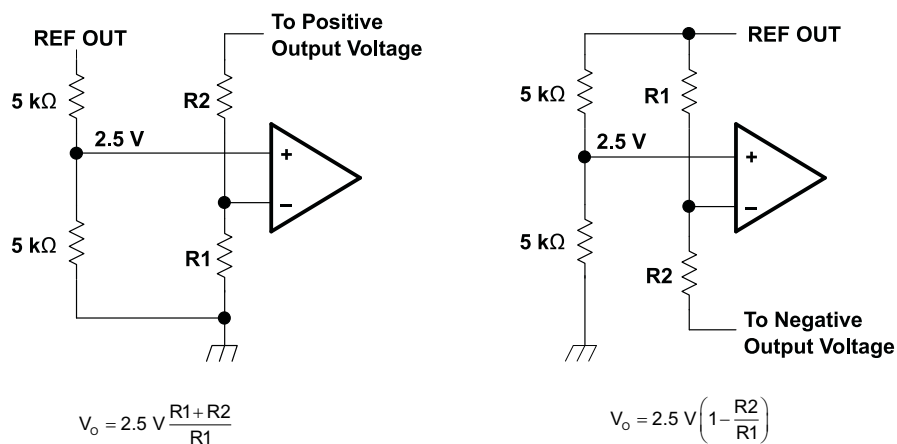 To Positive
Output Voltage
REF OUT
5 kΩ
R2
2.5 V
+
−
5 kΩ
R1
V_O = 2.5 V (R1 + R2)/R1
REF OUT
5 kΩ
R1
2.5 V
+
−
5 kΩ
R2
To Negative
Output Voltage
V_O = 2.5 V (1 − R2/R1)